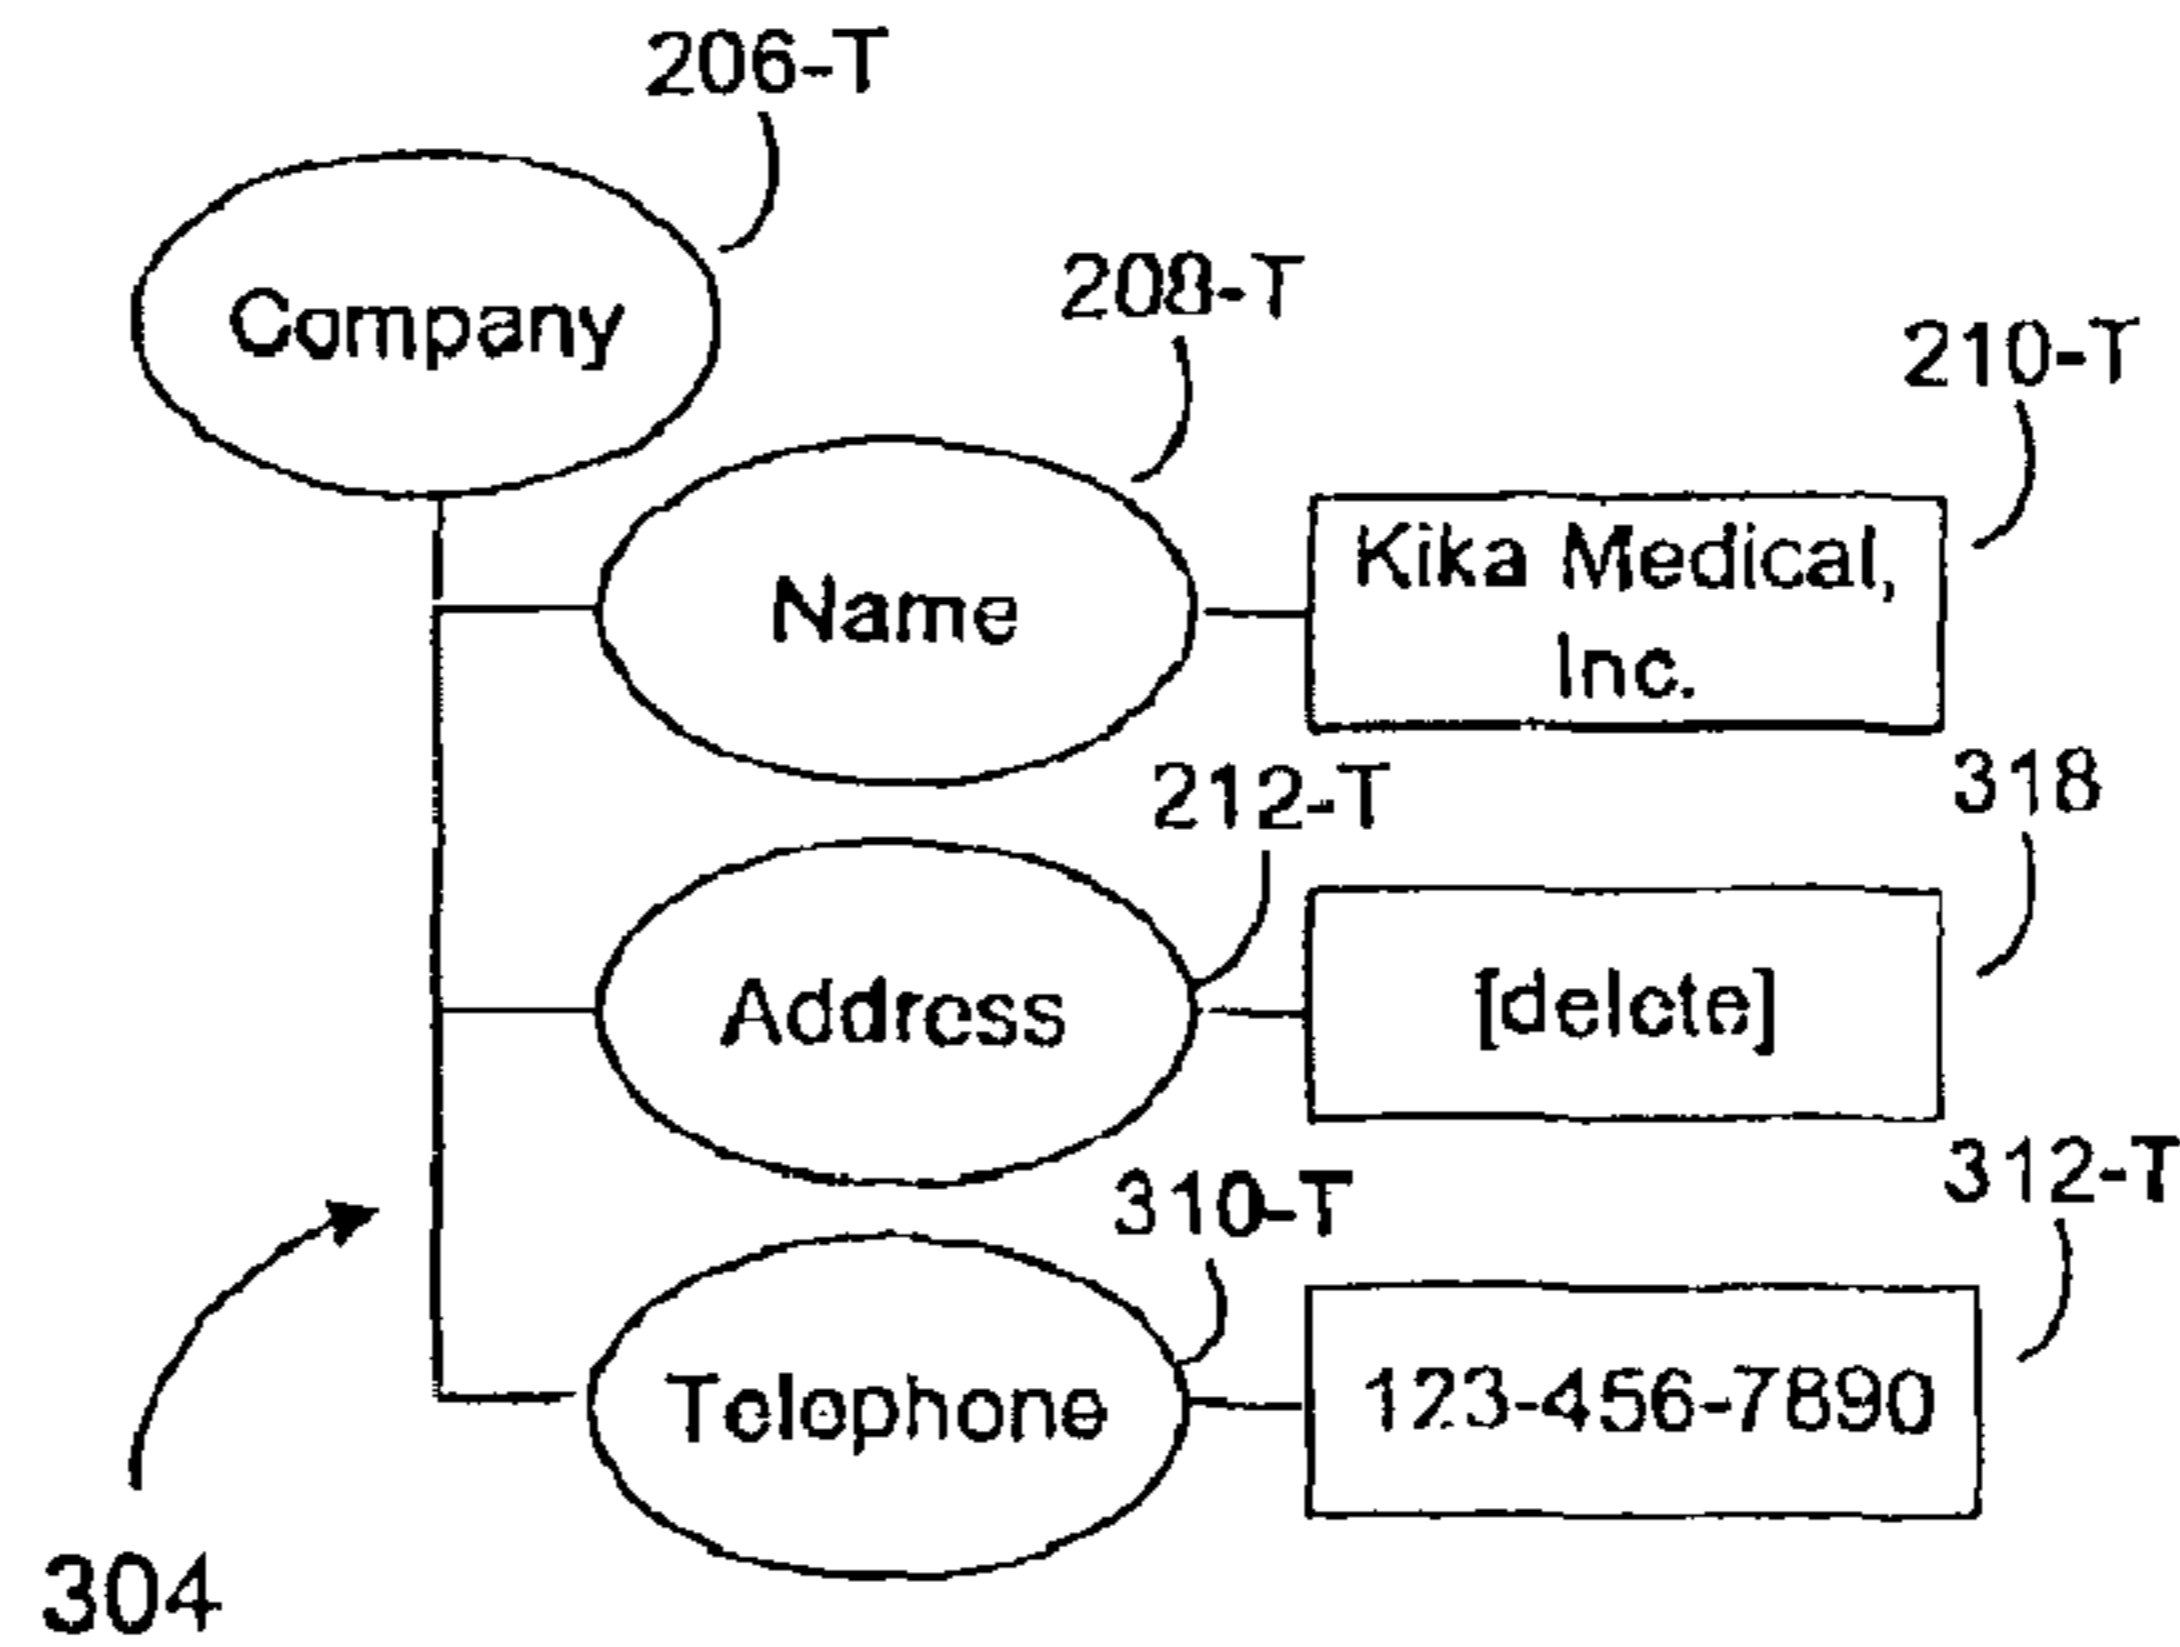 206-T
Company
208-T
210-T
Name
Kika Medical,
Inc.
212-T
318
Address
[delete]
310-T
312-T
Telephone
123-456-7890
304